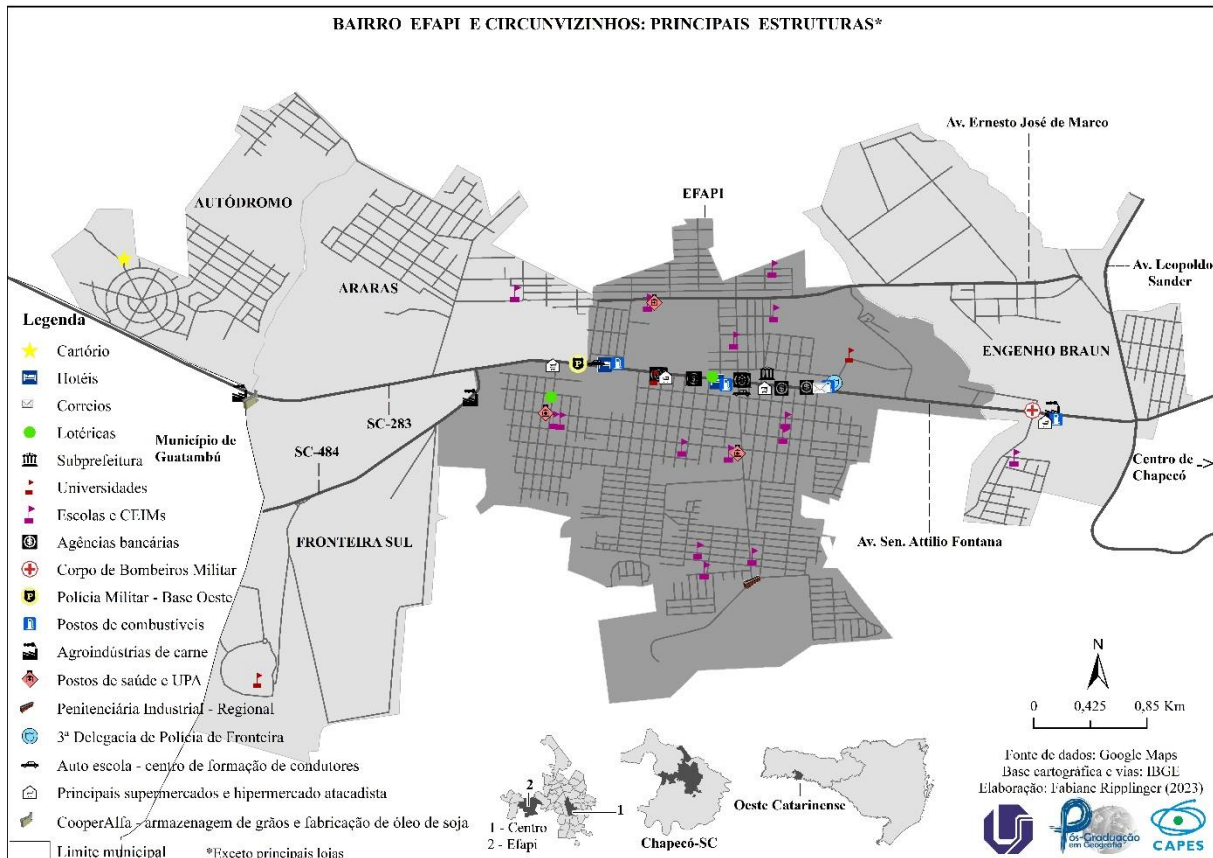 BAIRRO EFAPI E CIRCUNVIZINHOS: PRINCIPAIS ESTRUTURAS*
Av. Ernesto José de Marco
EFAPI
AUTÓDROMO
Av. Leopoldo
Sander
ARARAS
ENGENHO BRAUN
SC-283
Município de
Guatambú
SC-484
Centro de
Chapecó ->
Av. Sen. Attilio Fontana
FRONTEIRA SUL
Legenda
Cartório
Hotéis
Correios
Lotéricas
Subprefeitura
Universidades
Escolas e CEIMs
Agências bancárias
Corpo de Bombeiros Militar
Polícia Militar - Base Oeste
Postos de combustíveis
Agroindústrias de carne
Postos de saúde e UPA
Penitenciária Industrial - Regional
3ª Delegacia de Polícia de Fronteira
Auto escola - centro de formação de condutores
Principais supermercados e hipermercado atacadista
CooperAlfa - armazenagem de grãos e fabricação de óleo de soja
Limite municipal *Exceto principais lojas
2
1
1 - Centro
2 - Efapi
Chapecó-SC
Oeste Catarinense
N
0 0,425 0,85 Km
Fonte de dados: Google Maps
Base cartográfica e vias: IBGE
Elaboração: Fabiane Ripplinger (2023)
Pós-Graduação
em Geografia
CAPES